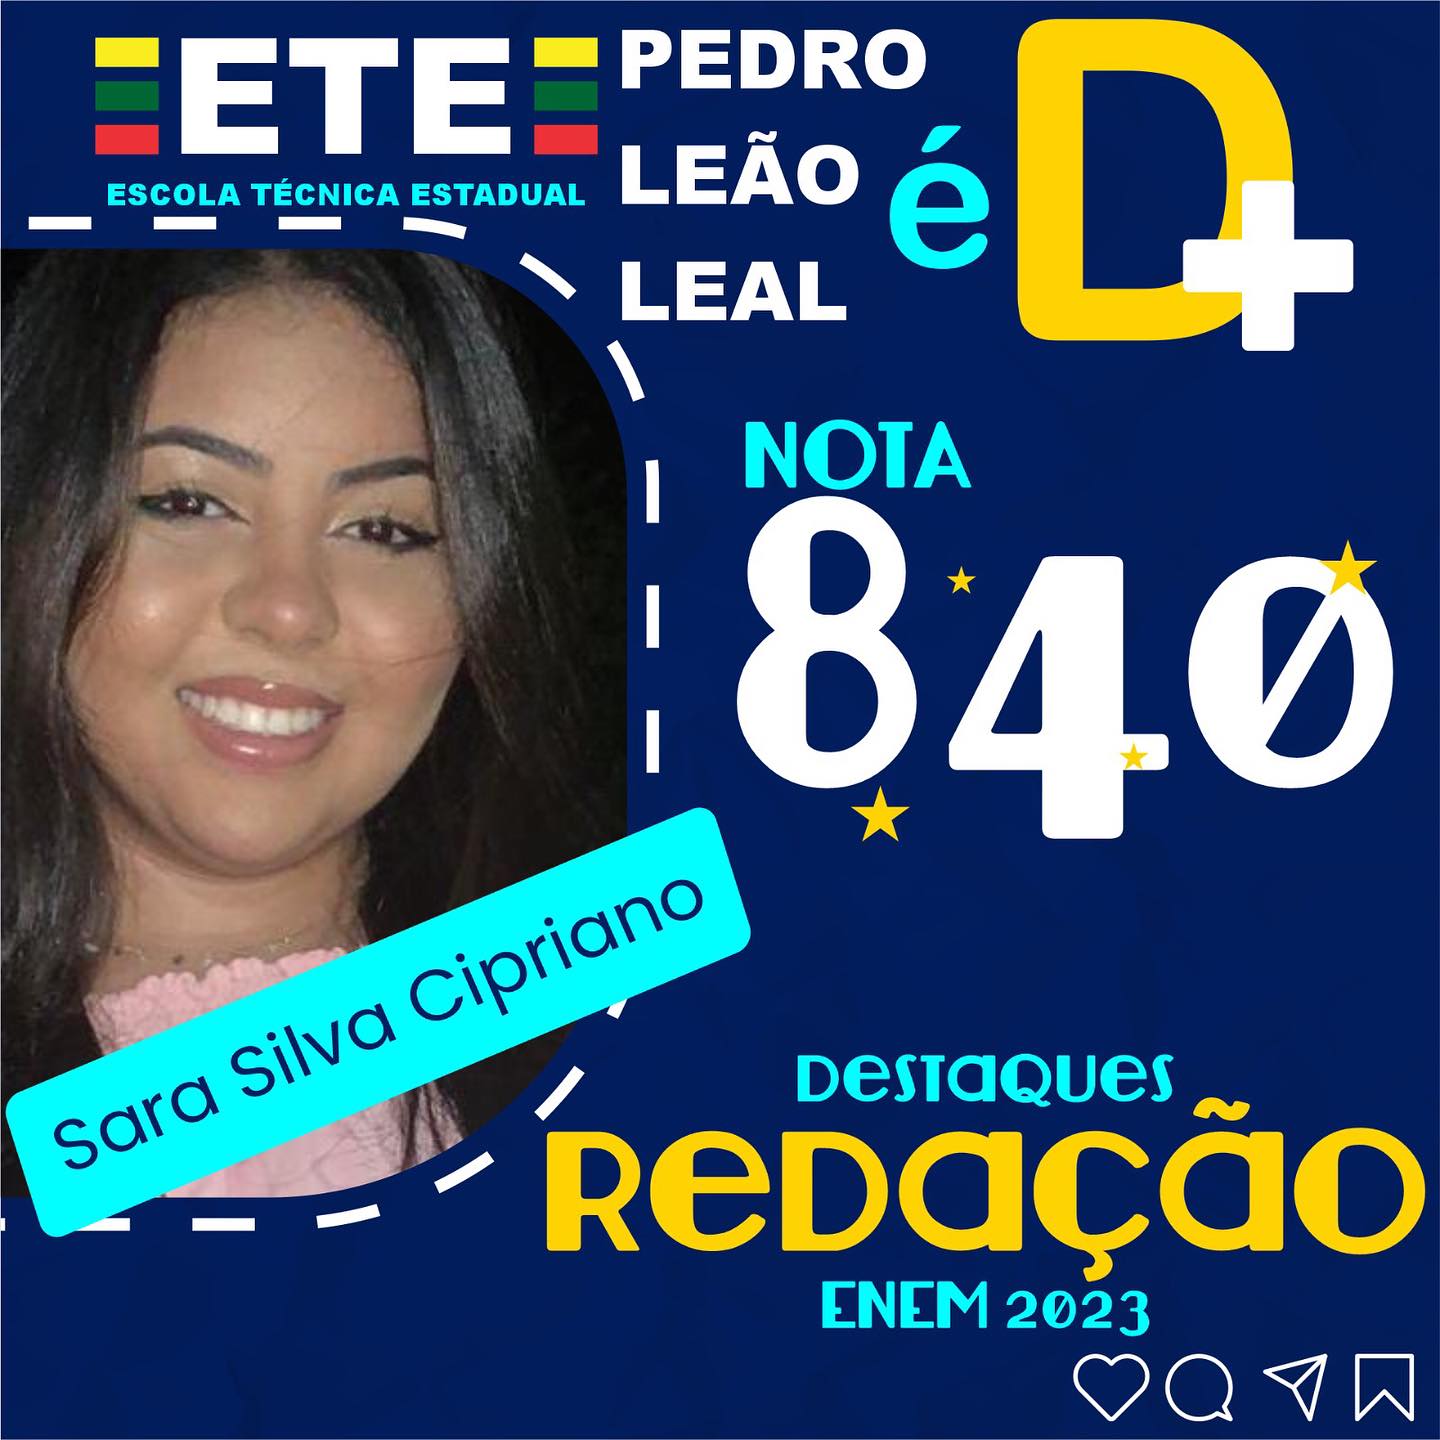 ETE
ESCOLA TÉCNICA ESTADUAL
PEDRO
LEÃO
LEAL
é
D+
NOTA
840
Sara Silva Cipriano
Destaques
Redação
ENEM 2023